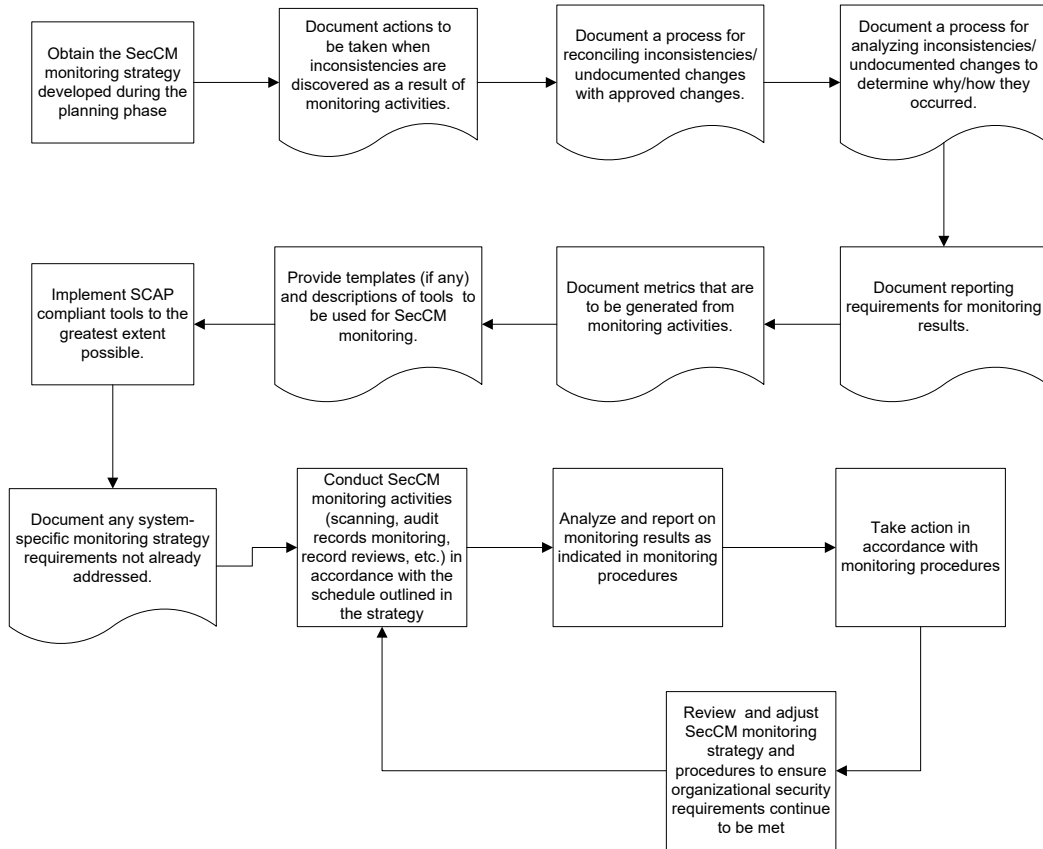 Obtain the SecCM
monitoring strategy
developed during the
planning phase
Document actions to
be taken when
inconsistencies are
discovered as a result of
monitoring activities.
Document a process for
reconciling inconsistencies/
undocumented changes
with approved changes.
Document a process for
analyzing inconsistencies/
undocumented changes to
determine why/how they
occurred.
Document reporting
requirements for monitoring
results.
Document metrics that are
to be generated from
monitoring activities.
Provide templates (if any)
and descriptions of tools to
be used for SecCM
monitoring.
Implement SCAP
compliant tools to the
greatest extent
possible.
Document any system-
specific monitoring strategy
requirements not already
addressed.
Conduct SecCM
monitoring activities
(scanning, audit
records monitoring,
record reviews, etc.) in
accordance with the
schedule outlined in
the strategy
Analyze and report on
monitoring results as
indicated in monitoring
procedures
Take action in
accordance with
monitoring procedures
Review and adjust
SecCM monitoring
strategy and
procedures to ensure
organizational security
requirements continue
to be met